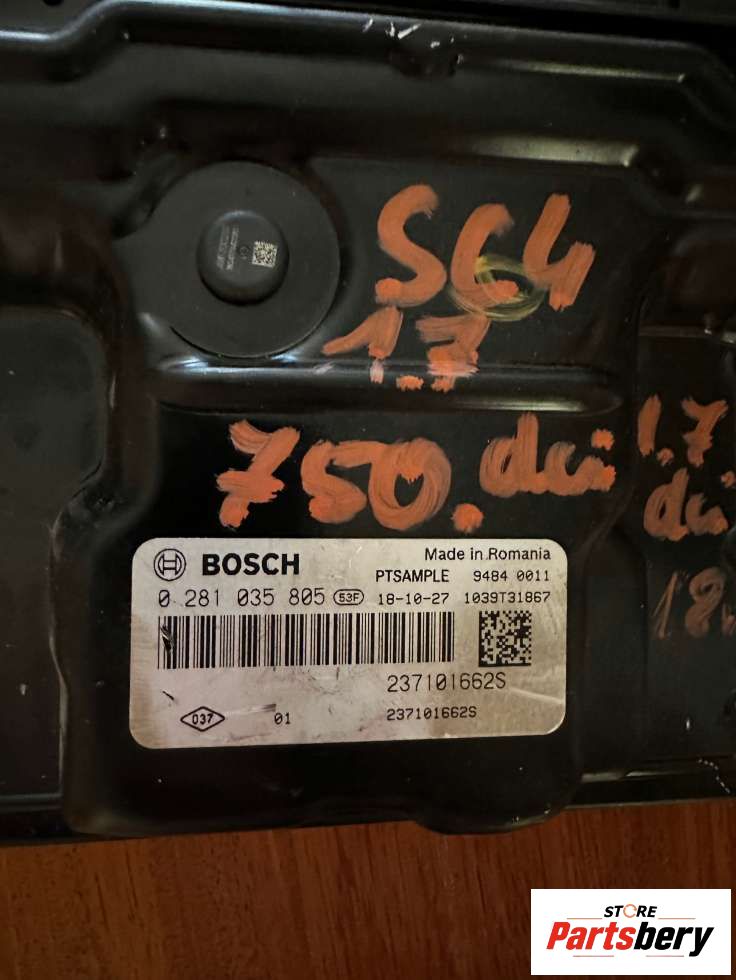 SC4
1.7
750.dci
1.7
dci
BOSCH
Made in Romania
PTSAMPLE 9484 0011
0 281 035 805 53F 18-10-27 1039T31867
237101662S
037 01 237101662S
STORE
Partsbery